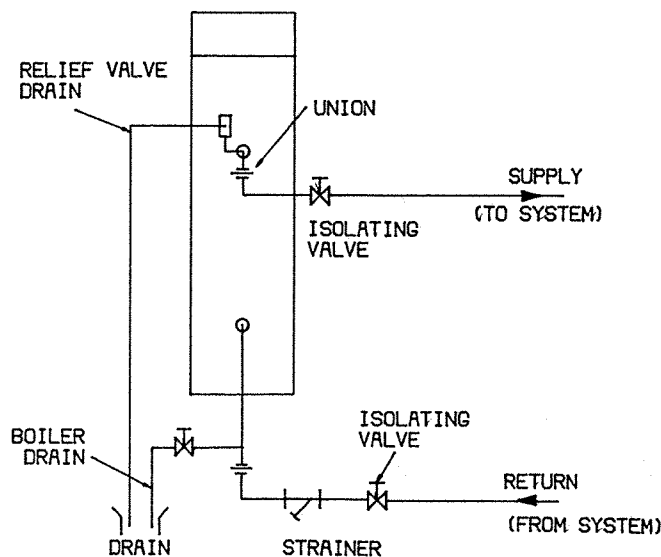 RELIEF VALVE
DRAIN
UNION
SUPPLY
(TO SYSTEM)
ISOLATING
VALVE
ISOLATING
VALVE
BOILER
DRAIN
RETURN
(FROM SYSTEM)
DRAIN
STRAINER